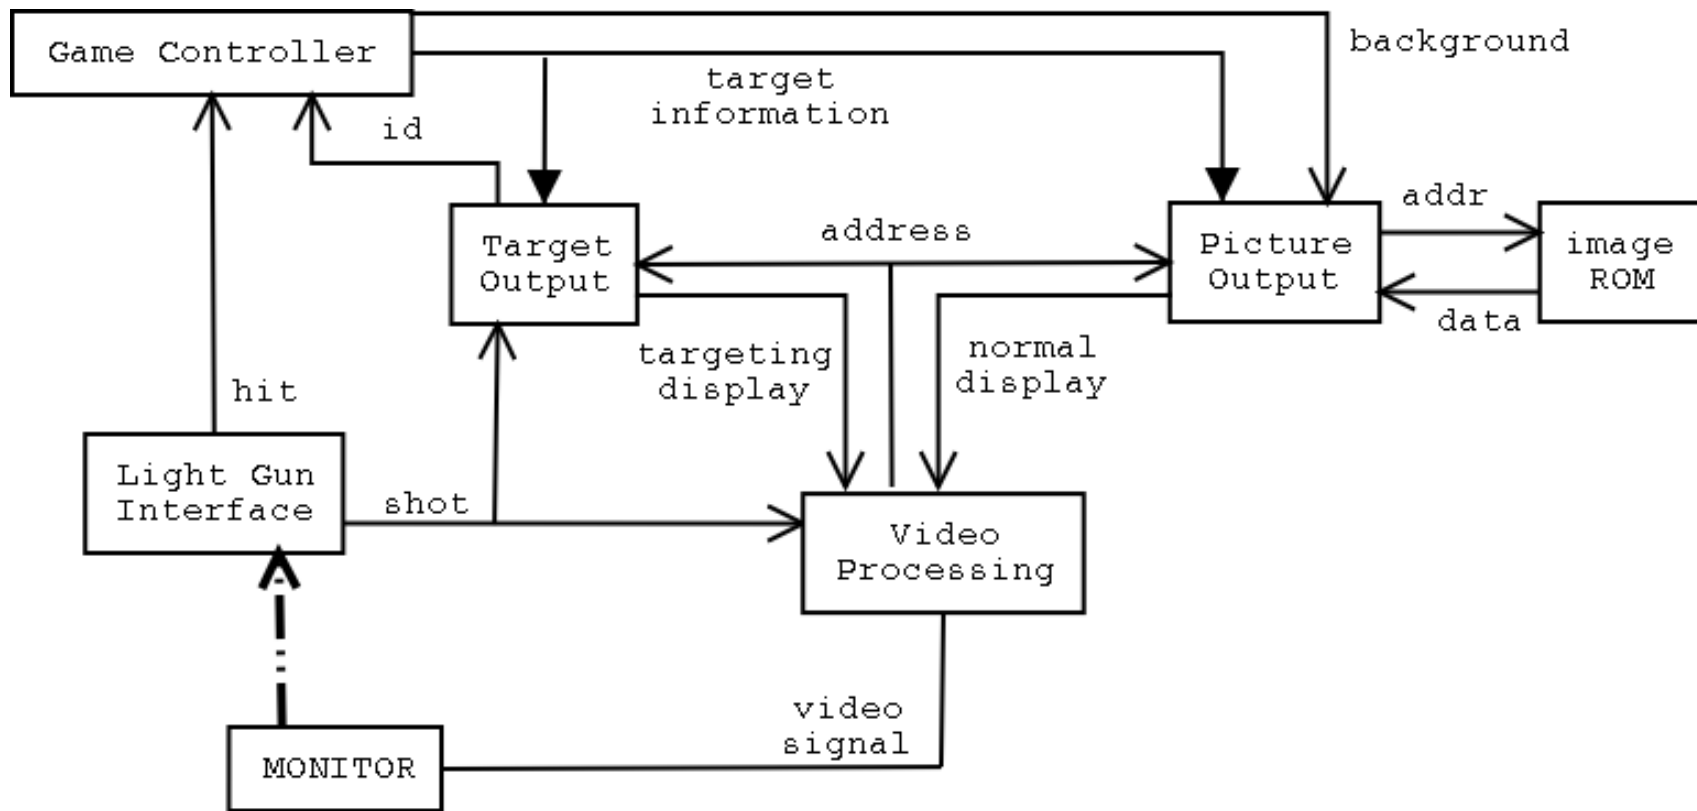 Game Controller
background
target
information
id
addr
address
Target
Output
Picture
Output
image
ROM
data
targeting
display
normal
display
hit
Light Gun
Interface
shot
Video
Processing
video
signal
MONITOR